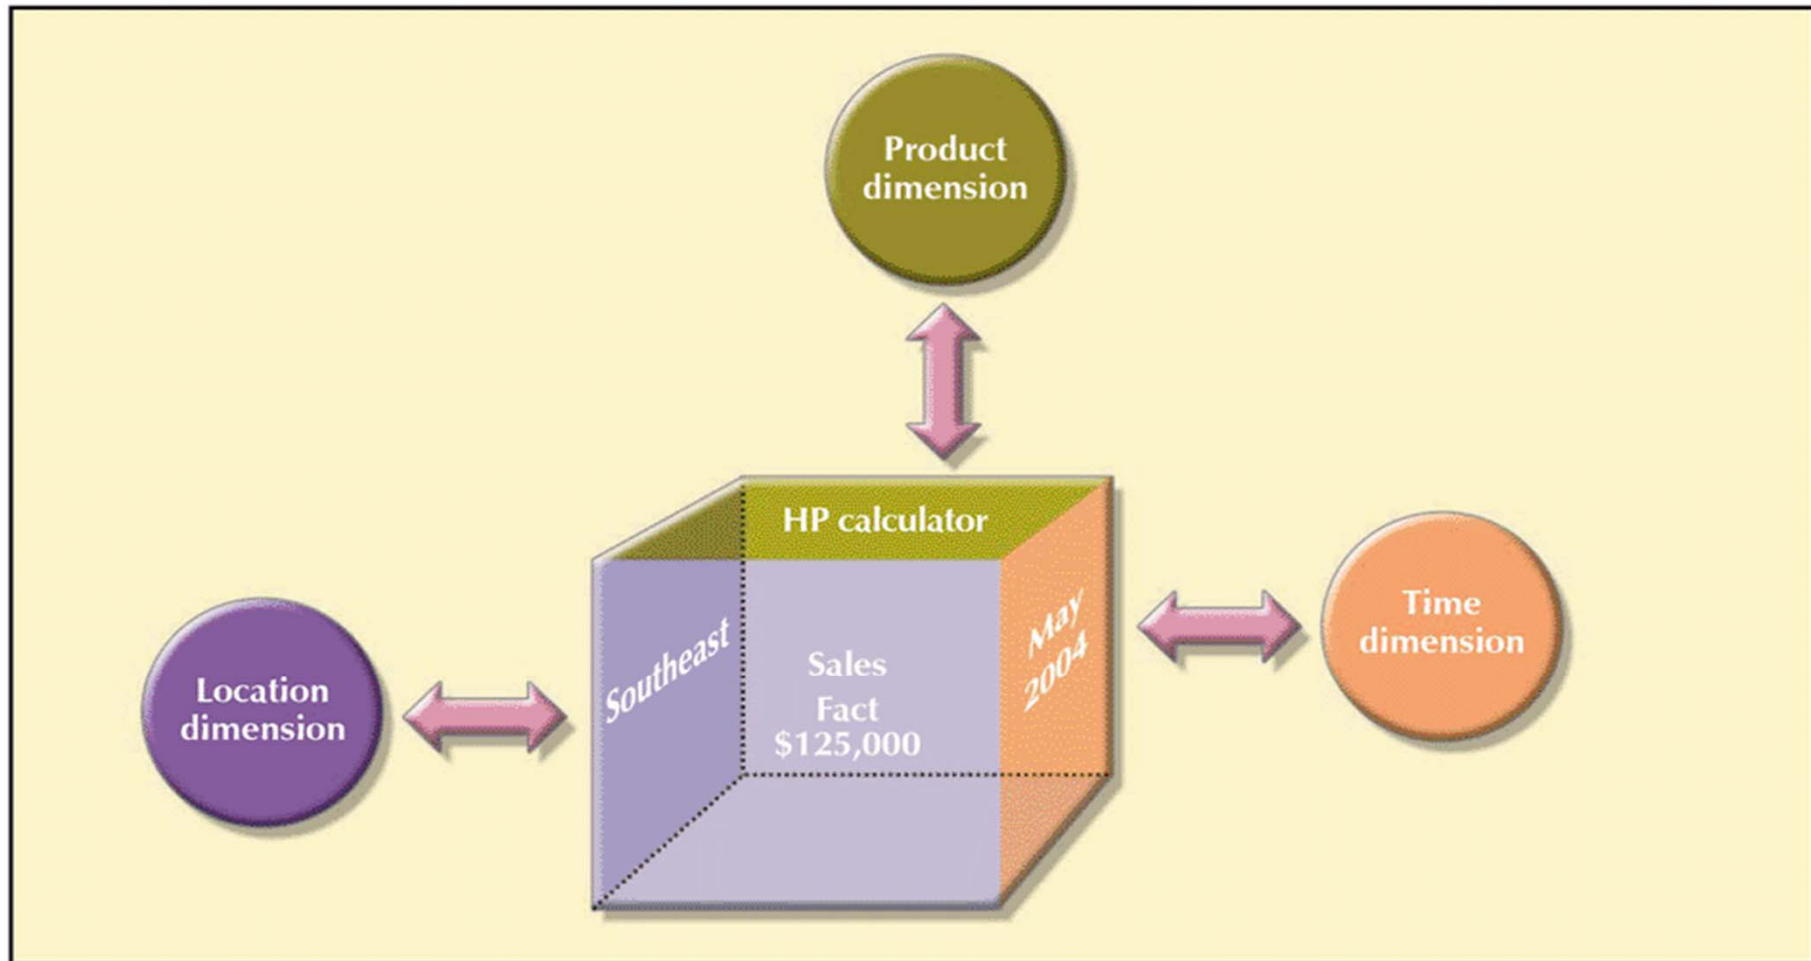 Product
dimension
HP calculator
Southeast
Sales
Fact
$125,000
May
2004
Time
dimension
Location
dimension